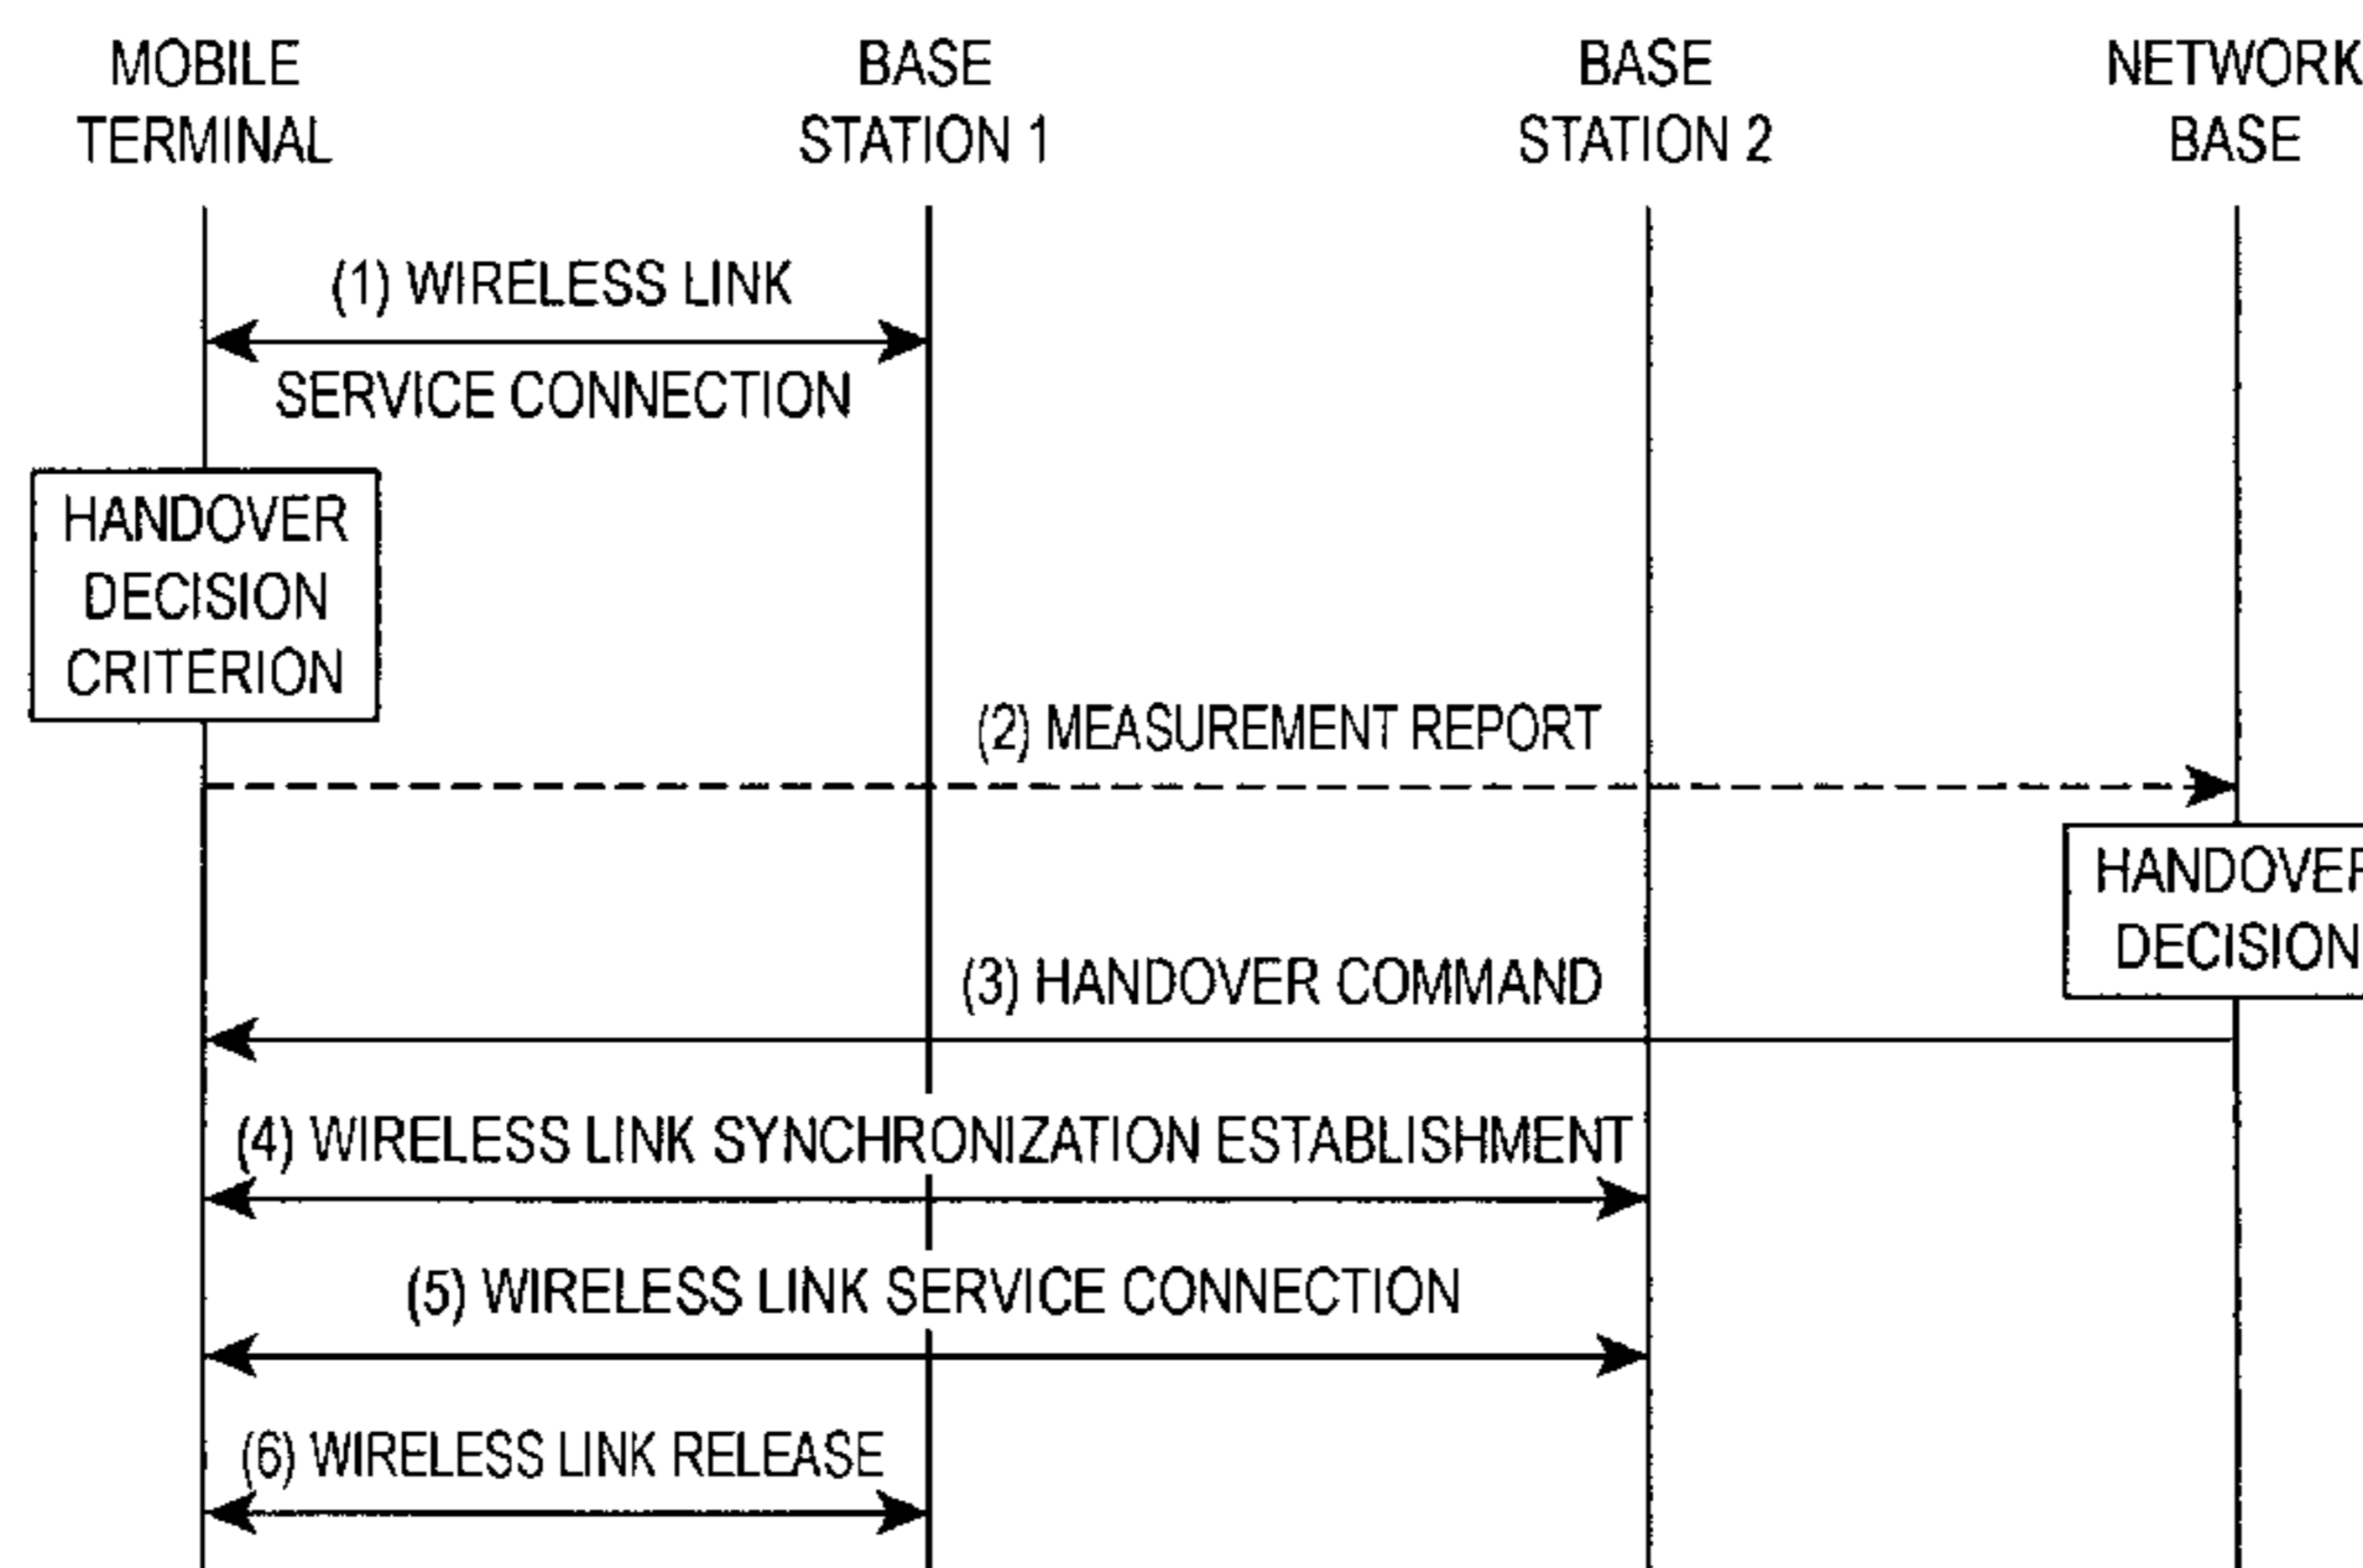 MOBILE
TERMINAL
BASE
STATION 1
BASE
STATION 2
NETWORK
BASE
(1) WIRELESS LINK
SERVICE CONNECTION
HANDOVER
DECISION
CRITERION
(2) MEASUREMENT REPORT
HANDOVER
DECISION
(3) HANDOVER COMMAND
(4) WIRELESS LINK SYNCHRONIZATION ESTABLISHMENT
(5) WIRELESS LINK SERVICE CONNECTION
(6) WIRELESS LINK RELEASE